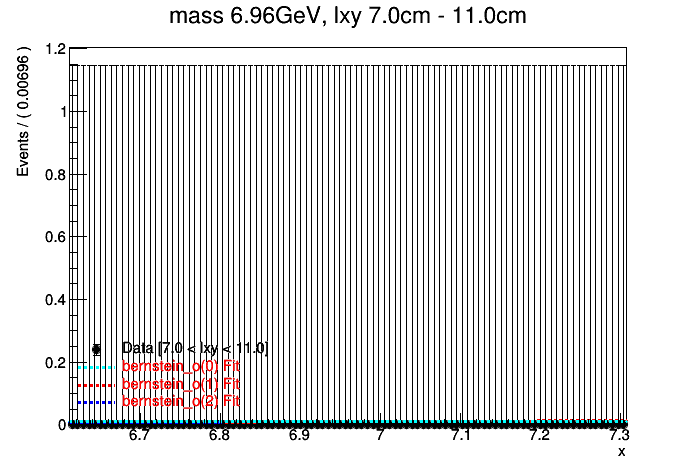 mass 6.96GeV, lxy 7.0cm - 11.0cm
Events / ( 0.00696 )
1.2
1
0.8
0.6
0.4
0.2
0
Data [7.0 < lxy < 11.0]
bernstein_o(0) Fit
bernstein_o(1) Fit
bernstein_o(2) Fit
6.7 6.8 6.9 7 7.1 7.2 7.3
x